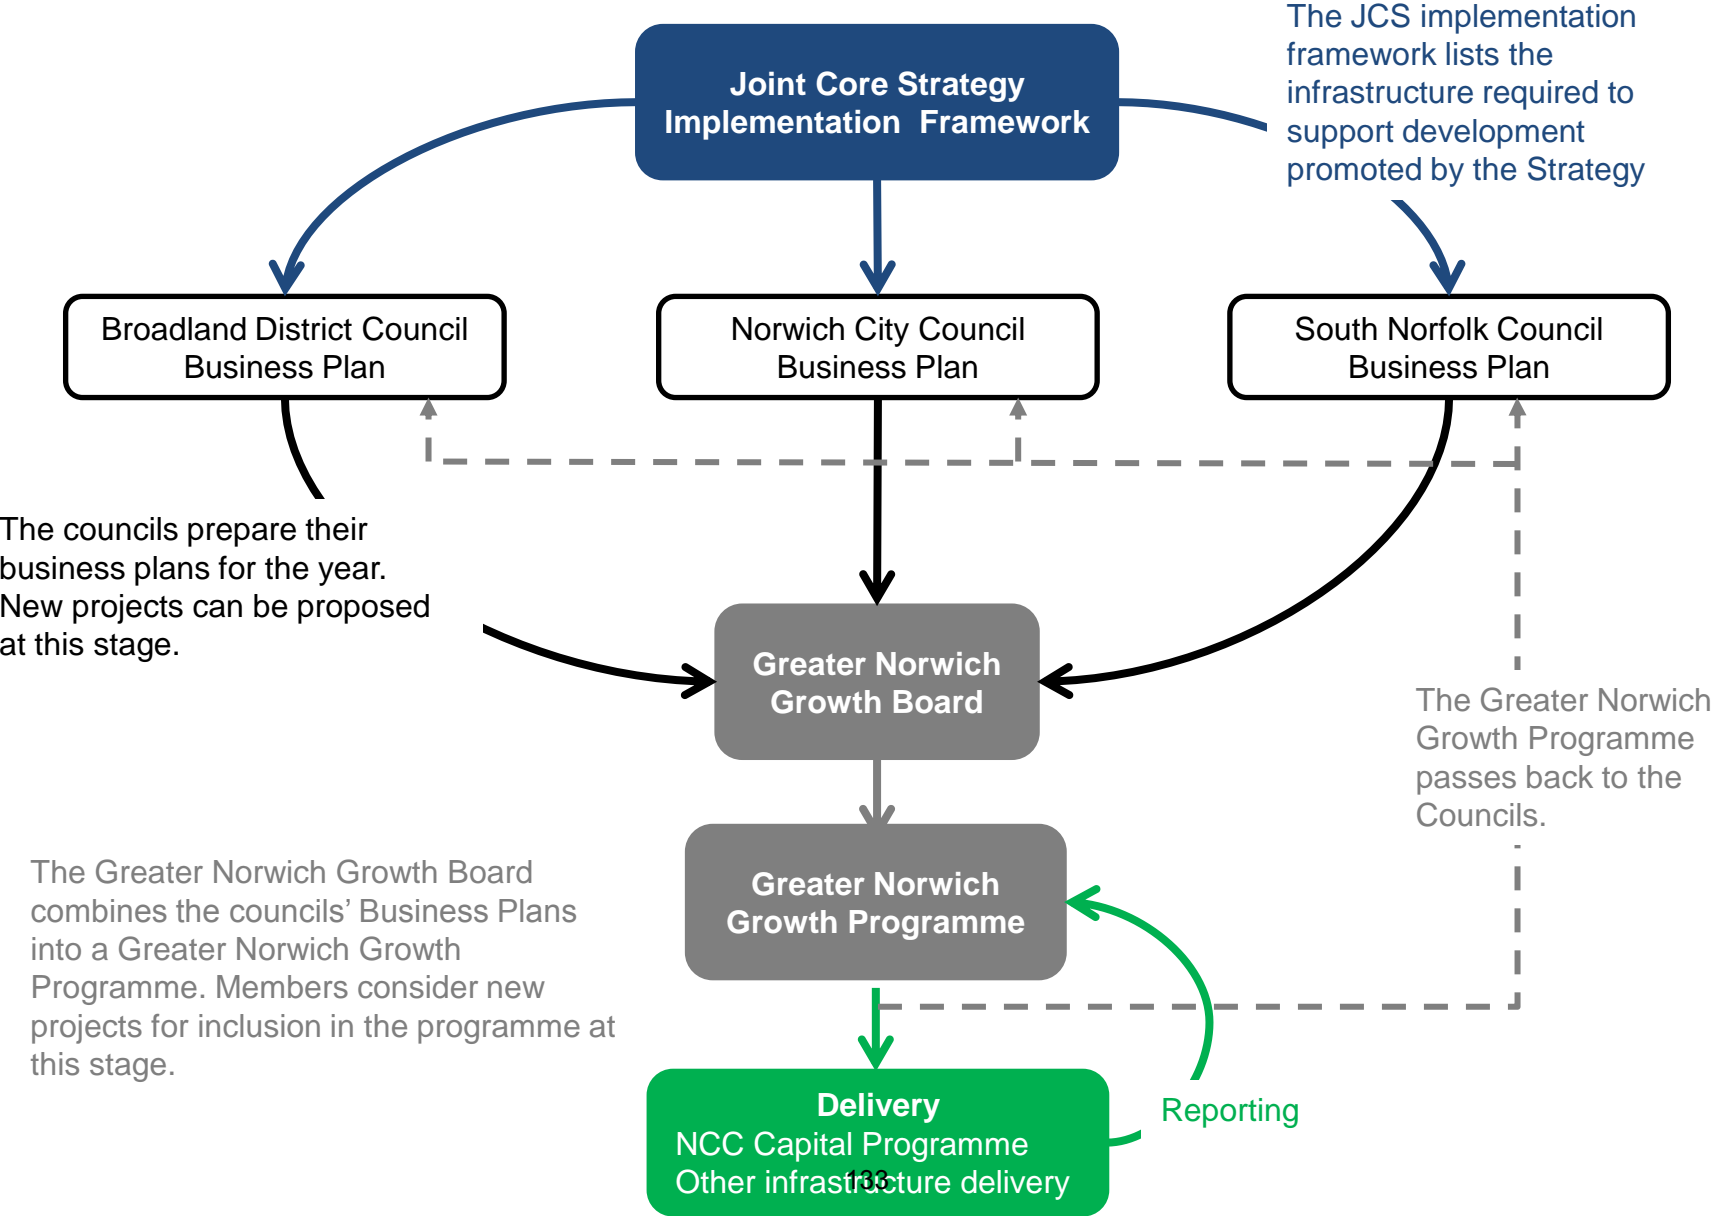 The JCS implementation
framework lists the
infrastructure required to
support development
promoted by the Strategy
Joint Core Strategy
Implementation Framework
Broadland District Council
Business Plan
Norwich City Council
Business Plan
South Norfolk Council
Business Plan
The councils prepare their
business plans for the year.
New projects can be proposed
at this stage.
Greater Norwich
Growth Board
The Greater Norwich
Growth Programme
passes back to the
Councils.
The Greater Norwich Growth Board
combines the councils’ Business Plans
into a Greater Norwich Growth
Programme. Members consider new
projects for inclusion in the programme at
this stage.
Greater Norwich
Growth Programme
Delivery
NCC Capital Programme
Other infrastructure delivery
133
Reporting